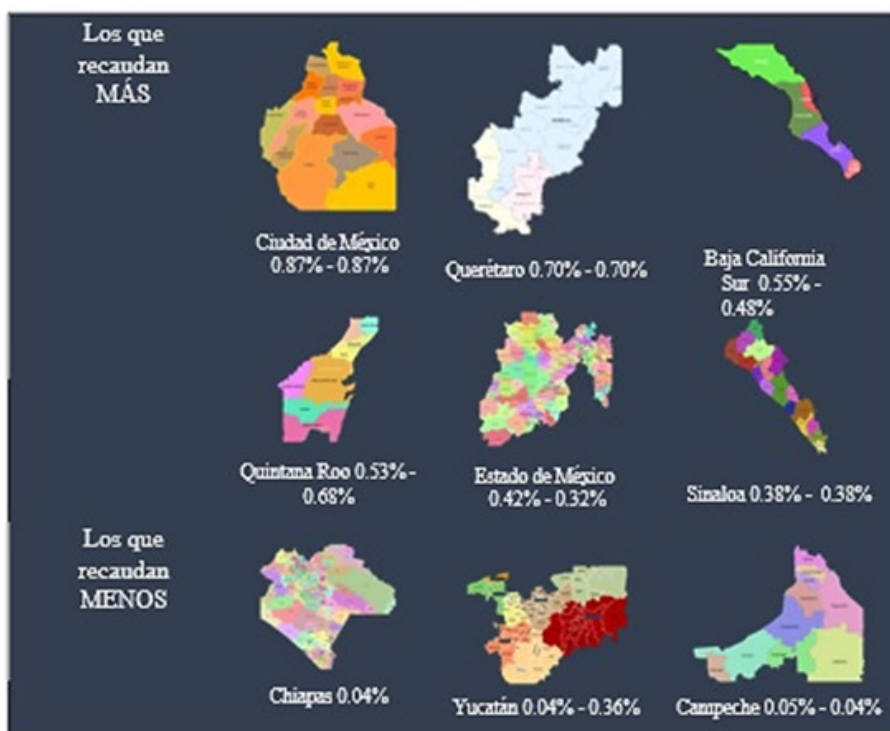 Los que
recaudan
MÁS
Ciudad de México
0.87% - 0.87%
Querétaro 0.70% - 0.70%
Baja California
Sur 0.55% -
0.48%
Quintana Roo 0.53% -
0.68%
Estado de México
0.42% - 0.32%
Sinaloa 0.38% - 0.38%
Los que
recaudan
MENOS
Chiapas 0.04%
Yucatán 0.04% - 0.36%
Campeche 0.05% - 0.04%